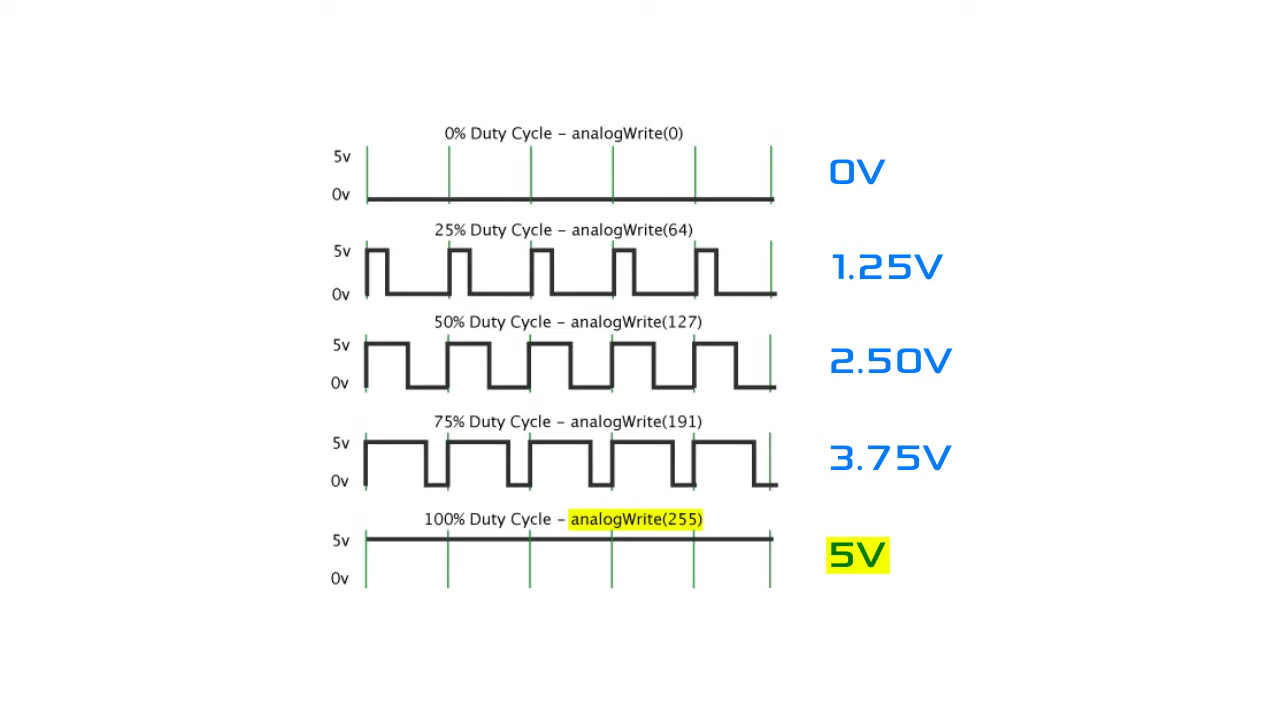 0% Duty Cycle – analogWrite(0)
5v
0v
0V
25% Duty Cycle – analogWrite(64)
5v
0v
1.25V
50% Duty Cycle – analogWrite(127)
5v
0v
2.50V
75% Duty Cycle – analogWrite(191)
5v
0v
3.75V
100% Duty Cycle – analogWrite(255)
5v
0v
5V